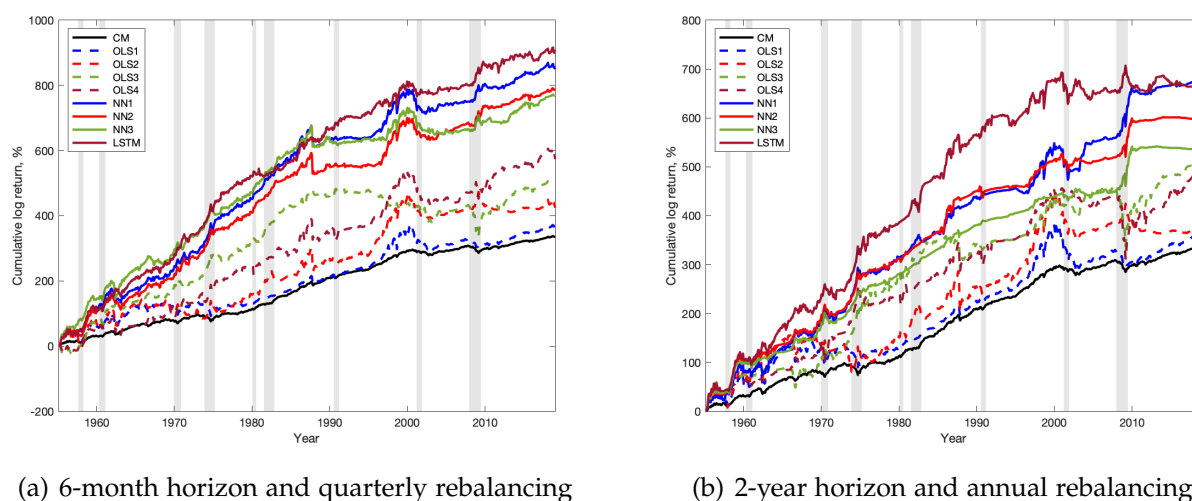 1000
800
600
400
200
0
-200
Cumulative log return, %
CM
OLS1
OLS2
OLS3
OLS4
NN1
NN2
NN3
LSTM
1960 1970 1980 1990 2000 2010
Year
(a) 6-month horizon and quarterly rebalancing
800
700
600
500
400
300
200
100
0
Cumulative log return, %
CM
OLS1
OLS2
OLS3
OLS4
NN1
NN2
NN3
LSTM
1960 1970 1980 1990 2000 2010
Year
(b) 2-year horizon and annual rebalancing